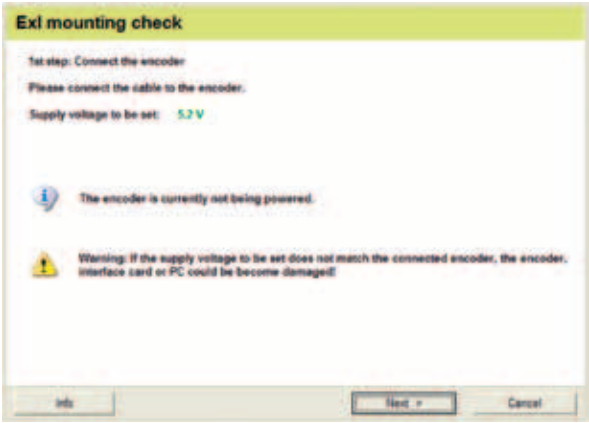 ExI mounting check
1st step: Connect the encoder
Please connect the cable to the encoder.
Supply voltage to be set: 5.2 V
The encoder is currently not being powered.
Warning: If the supply voltage to be set does not match the connected encoder, the encoder,
interface card or PC could be become damaged!
Info
Next >
Cancel